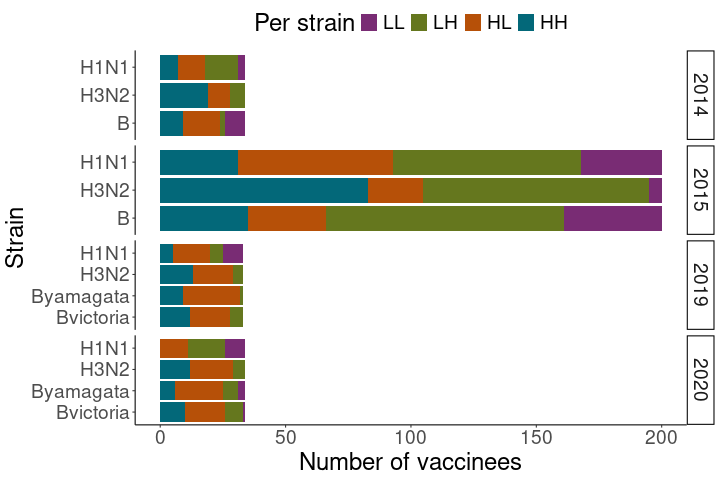 Per strain LL LH HL HH
Strain
H1N1
H3N2
B
2014
H1N1
H3N2
B
2015
H1N1
H3N2
Byamagata
Bvictoria
2019
H1N1
H3N2
Byamagata
Bvictoria
2020
0 50 100 150 200
Number of vaccinees